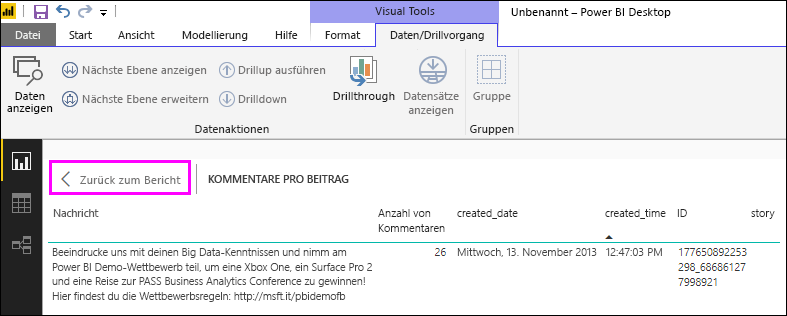 Visual Tools
Unbenannt – Power BI Desktop
Datei
Start
Ansicht
Modellierung
Hilfe
Format
Daten/Drillvorgang
Daten
anzeigen
Nächste Ebene anzeigen
Nächste Ebene erweitern
Drillup ausführen
Drilldown
Drillthrough
Datensätze
anzeigen
Gruppe
Datenaktionen
Gruppen
Zurück zum Bericht
KOMMENTARE PRO BEITRAG
Nachricht
Anzahl von
Kommentaren
created_date
created_time
ID
story
Beeindrucke uns mit deinen Big Data-Kenntnissen und nimm am
Power BI Demo-Wettbewerb teil, um eine Xbox One, ein Surface Pro 2
und eine Reise zur PASS Business Analytics Conference zu gewinnen!
Hier findest du die Wettbewerbsregeln: http://msft.it/pbidemofb
26
Mittwoch, 13. November 2013
12:47:03 PM
177650892253
298_68686127
7998921